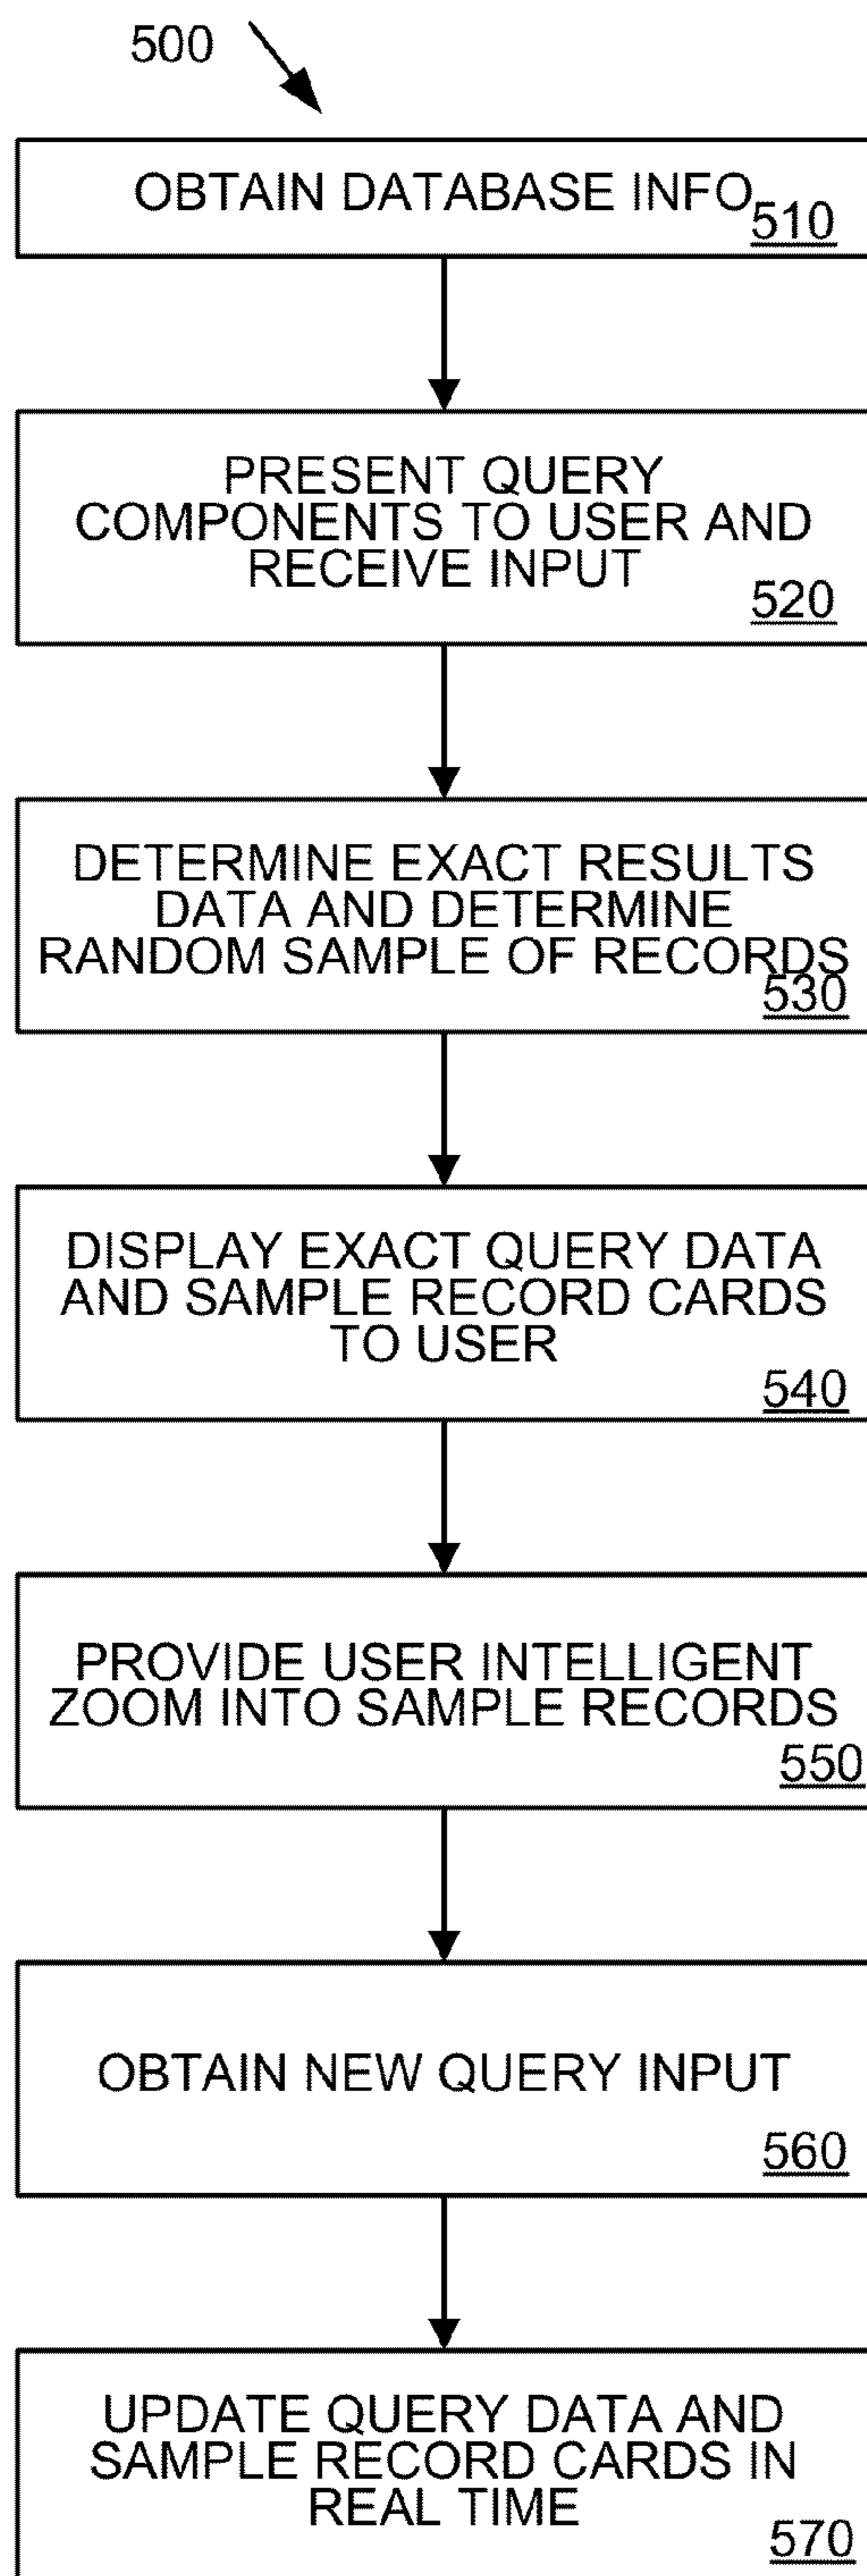 500
OBTAIN DATABASE INFO
510
PRESENT QUERY
COMPONENTS TO USER AND
RECEIVE INPUT
520
DETERMINE EXACT RESULTS
DATA AND DETERMINE
RANDOM SAMPLE OF RECORDS
530
DISPLAY EXACT QUERY DATA
AND SAMPLE RECORD CARDS
TO USER
540
PROVIDE USER INTELLIGENT
ZOOM INTO SAMPLE RECORDS
550
OBTAIN NEW QUERY INPUT
560
UPDATE QUERY DATA AND
SAMPLE RECORD CARDS IN
REAL TIME
570